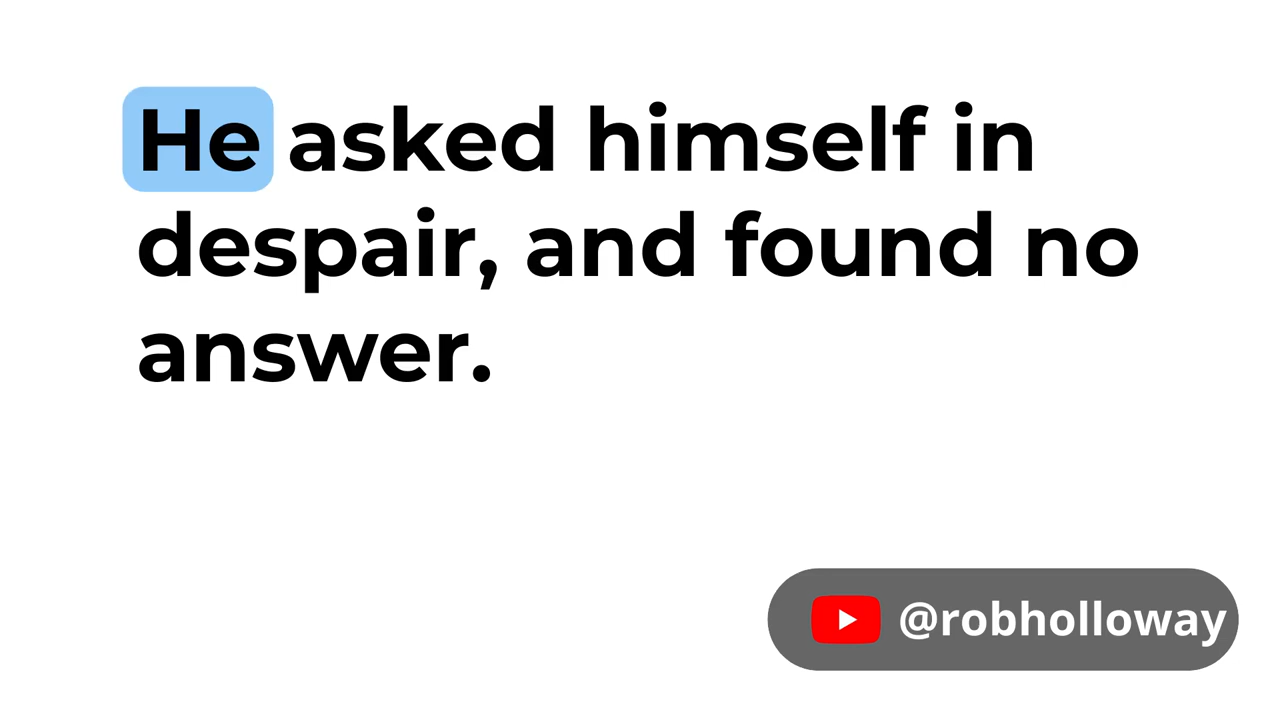 He asked himself in
despair, and found no
answer.
@robholloway